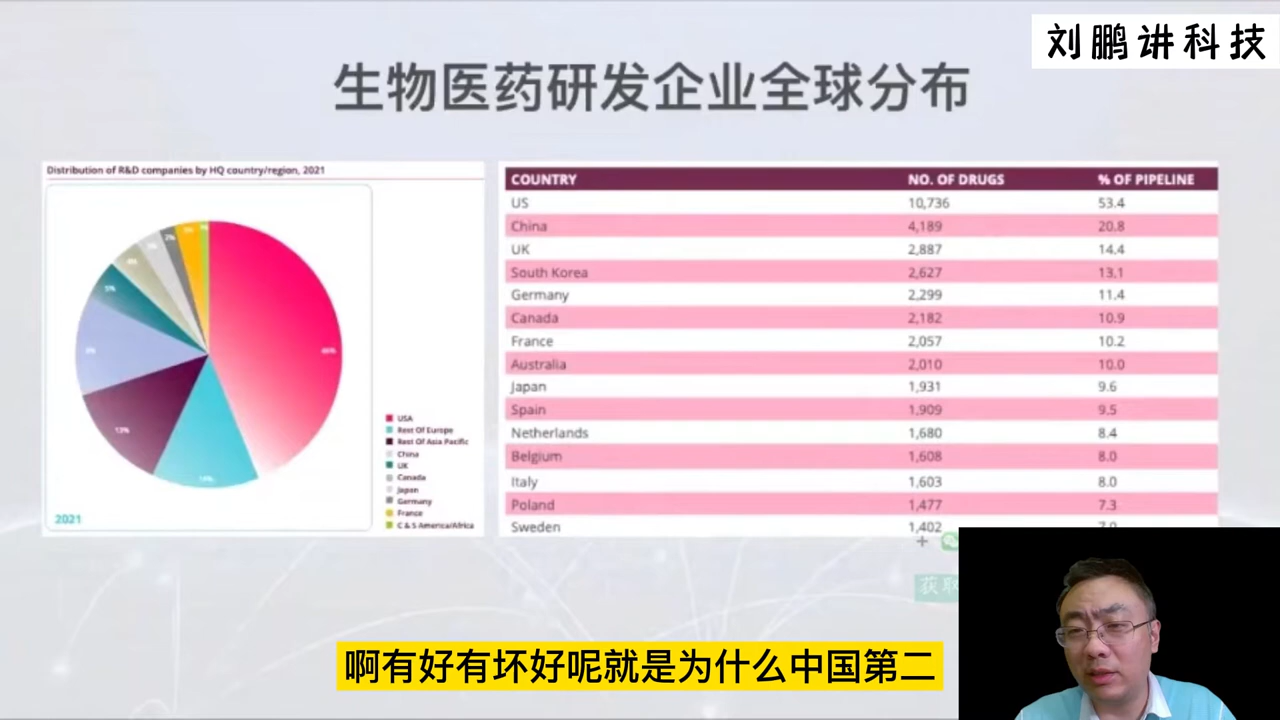 刘鹏讲科技
生物医药研发企业全球分布
Distribution of R&D companies by HQ country/region, 2021
USA
Rest Of Europe
Rest Of Asia Pacific
China
UK
Canada
Japan
Germany
France
C & S America/Africa
2021
COUNTRY NO. OF DRUGS % OF PIPELINE
US 10,736 53.4
China 4,189 20.8
UK 2,887 14.4
South Korea 2,627 13.1
Germany 2,299 11.4
Canada 2,182 10.9
France 2,057 10.2
Australia 2,010 10.0
Japan 1,931 9.6
Spain 1,909 9.5
Netherlands 1,680 8.4
Belgium 1,608 8.0
Italy 1,603 8.0
Poland 1,477 7.3
Sweden 1,402 7.0
获取
啊有好有坏好呢就是为什么中国第二